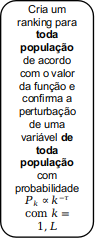 Cria um
ranking para
toda
população
de acordo
com o valor
da função e
confirma a
perturbação
de uma
variável de
toda
população
com
probabilidade
P_k ∝ k^{-τ}
com k =
1, L